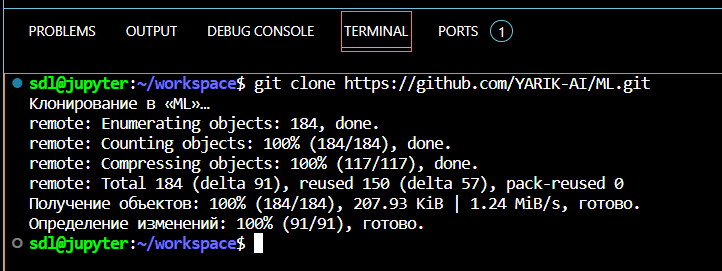 PROBLEMS OUTPUT DEBUG CONSOLE TERMINAL PORTS 1
sdl@jupyter:~/workspace$ git clone https://github.com/YARIK-AI/ML.git
Клонирование в «ML»…
remote: Enumerating objects: 184, done.
remote: Counting objects: 100% (184/184), done.
remote: Compressing objects: 100% (117/117), done.
remote: Total 184 (delta 91), reused 150 (delta 57), pack-reused 0
Получение объектов: 100% (184/184), 207.93 KiB | 1.24 MiB/s, готово.
Определение изменений: 100% (91/91), готово.
sdl@jupyter:~/workspace$